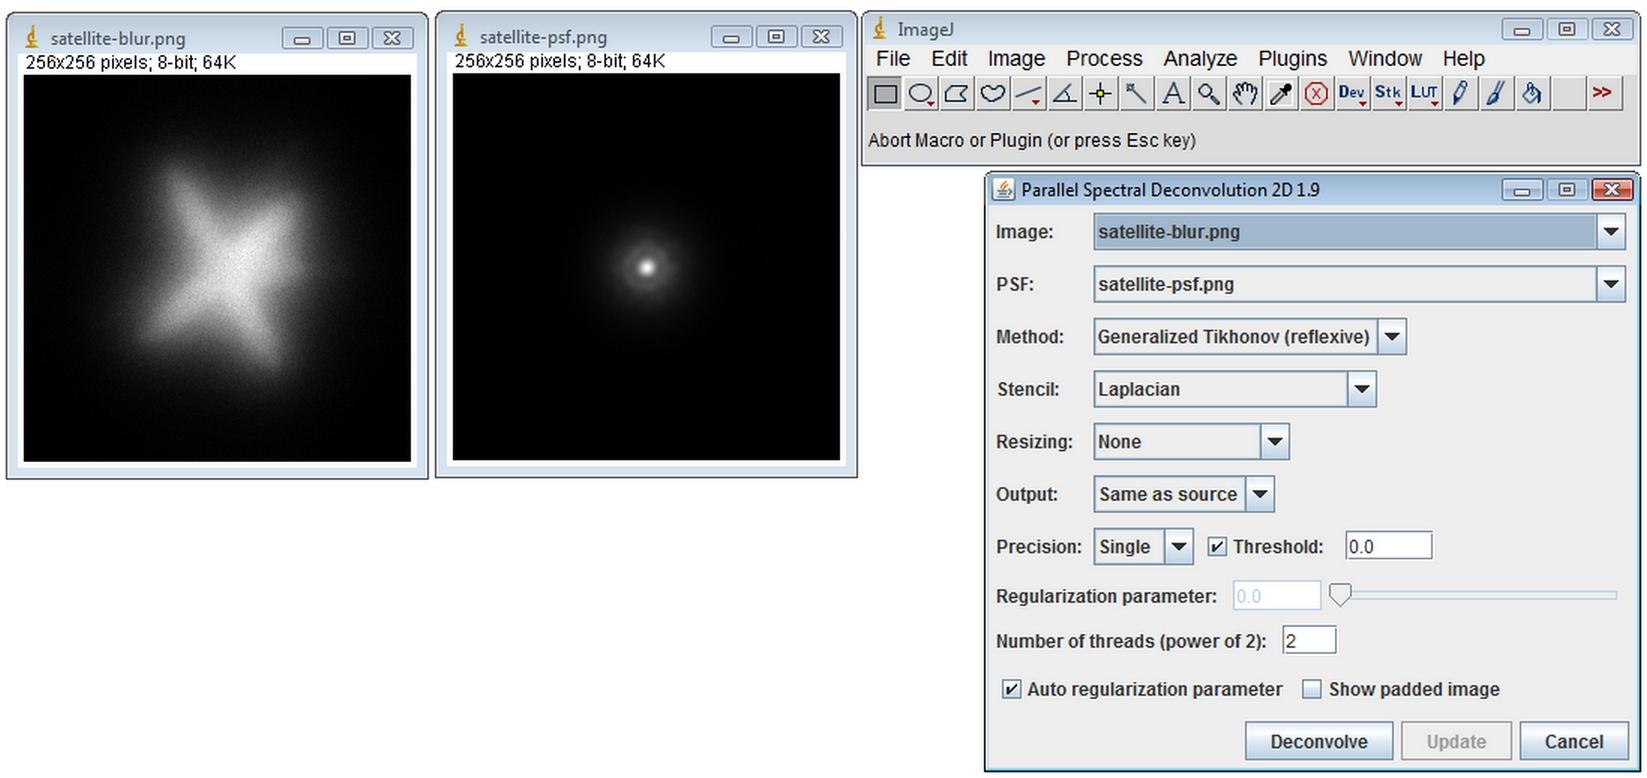 satellite-blur.png
256x256 pixels; 8-bit; 64K
satellite-psf.png
256x256 pixels; 8-bit; 64K
ImageJ
File Edit Image Process Analyze Plugins Window Help
A Dev Stk LUT >>
Abort Macro or Plugin (or press Esc key)
Parallel Spectral Deconvolution 2D 1.9
Image: satellite-blur.png
PSF: satellite-psf.png
Method: Generalized Tikhonov (reflexive)
Stencil: Laplacian
Resizing: None
Output: Same as source
Precision: Single Threshold: 0.0
Regularization parameter: 0.0
Number of threads (power of 2): 2
Auto regularization parameter Show padded image
Deconvolve Update Cancel